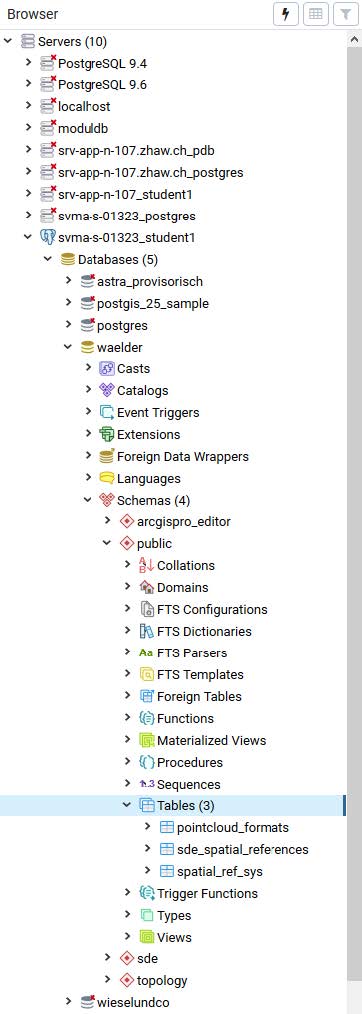 Browser
Servers (10)
PostgreSQL 9.4
PostgreSQL 9.6
localhost
moduldb
srv-app-n-107.zhaw.ch_pdb
srv-app-n-107.zhaw.ch_postgres
srv-app-n-107_student1
svma-s-01323_postgres
svma-s-01323_student1
Databases (5)
astra_provisorisch
postgis_25_sample
postgres
waelder
Casts
Catalogs
Event Triggers
Extensions
Foreign Data Wrappers
Languages
Schemas (4)
arcgispro_editor
public
Collations
Domains
FTS Configurations
FTS Dictionaries
Aa FTS Parsers
FTS Templates
Foreign Tables
Functions
Materialized Views
Procedures
1..3 Sequences
Tables (3)
pointcloud_formats
sde_spatial_references
spatial_ref_sys
Trigger Functions
Types
Views
sde
topology
wieselundco